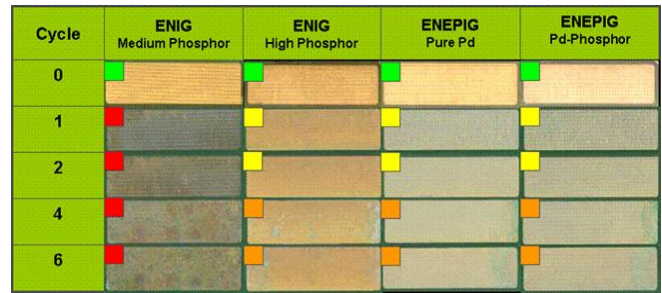 Cycle
ENIG
Medium Phosphor
ENIG
High Phosphor
ENEPIG
Pure Pd
ENEPIG
Pd-Phosphor
0
1
2
4
6